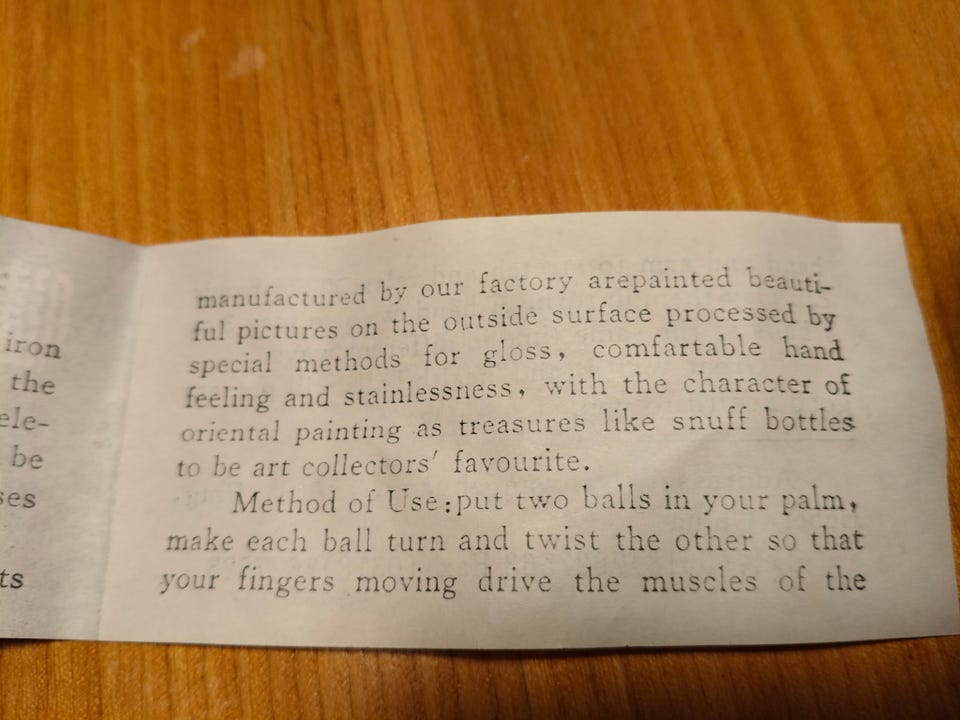 iron
the
ele-
be
ses
ts
manufactured by our factory arepainted beauti-
ful pictures on the outside surface processed by
special methods for gloss, comfartable hand
feeling and stainlessness, with the character of
oriental painting as treasures like snuff bottles
to be art collectors' favourite.
Method of Use:put two balls in your palm,
make each ball turn and twist the other so that
your fingers moving drive the muscles of the